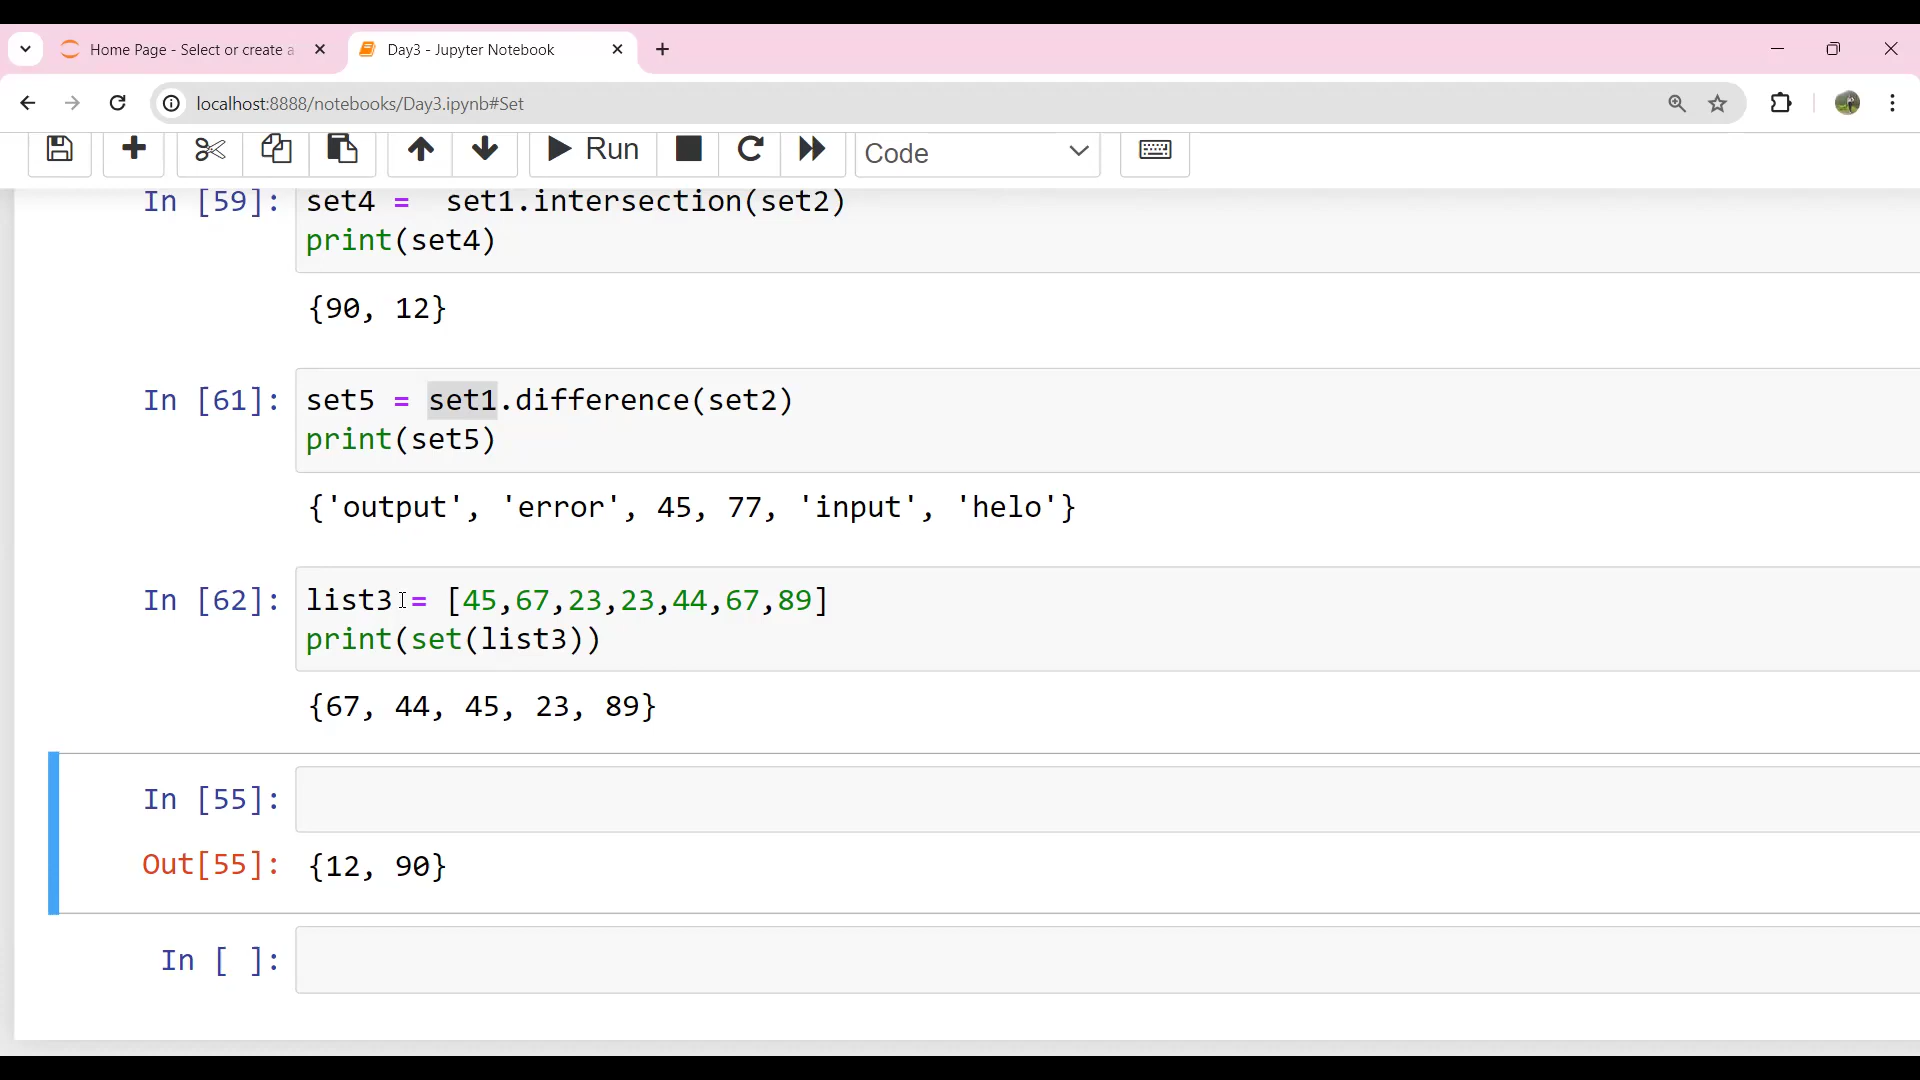 Home Page - Select or create a
Day3 - Jupyter Notebook
localhost:8888/notebooks/Day3.ipynb#Set
Run
Code
In [59]: set4 =  set1.intersection(set2)
print(set4)
{90, 12}
In [61]: set5 = set1.difference(set2)
print(set5)
{'output', 'error', 45, 77, 'input', 'helo'}
In [62]: list3 = [45,67,23,23,44,67,89]
print(set(list3))
{67, 44, 45, 23, 89}
In [55]:
Out[55]: {12, 90}
In [ ]: